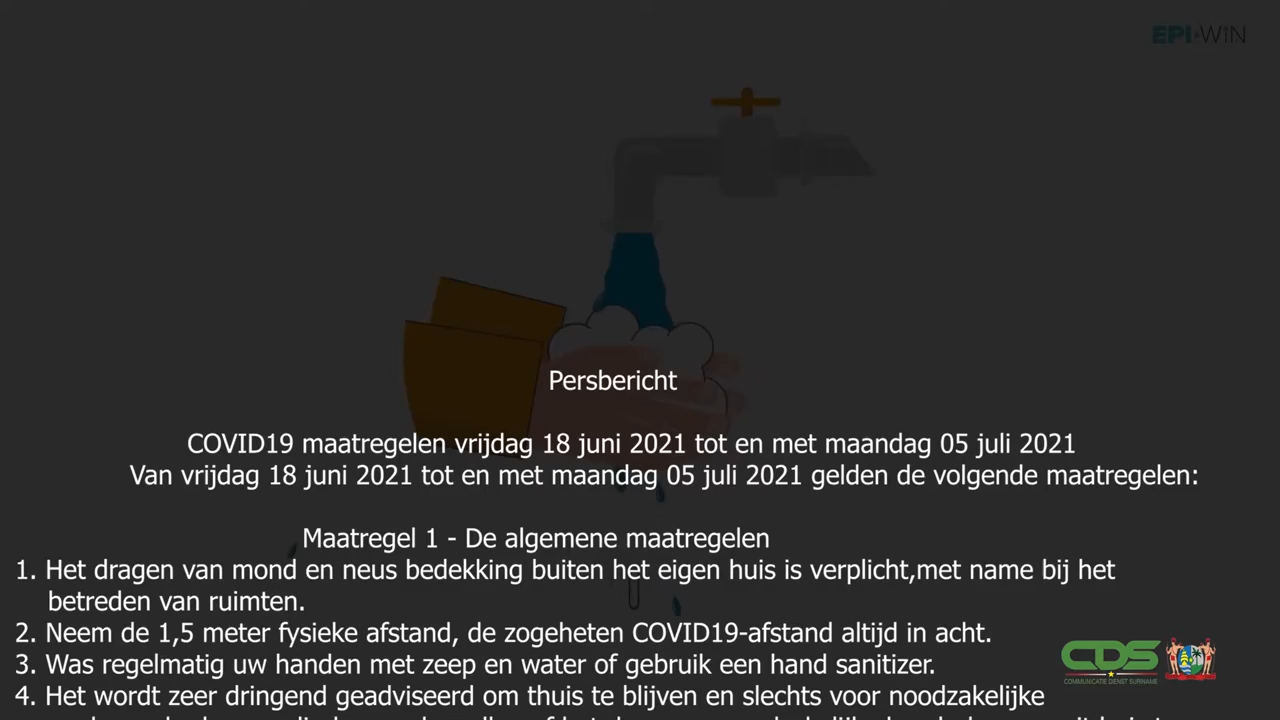 EPI-WiN
Persbericht
COVID19 maatregelen vrijdag 18 juni 2021 tot en met maandag 05 juli 2021
Van vrijdag 18 juni 2021 tot en met maandag 05 juli 2021 gelden de volgende maatregelen:
Maatregel 1 - De algemene maatregelen
1. Het dragen van mond en neus bedekking buiten het eigen huis is verplicht,met name bij het
betreden van ruimten.
2. Neem de 1,5 meter fysieke afstand, de zogeheten COVID19-afstand altijd in acht.
3. Was regelmatig uw handen met zeep en water of gebruik een hand sanitizer.
4. Het wordt zeer dringend geadviseerd om thuis te blijven en slechts voor noodzakelijke
CDS
COMMUNICATIE DIENST SURINAME